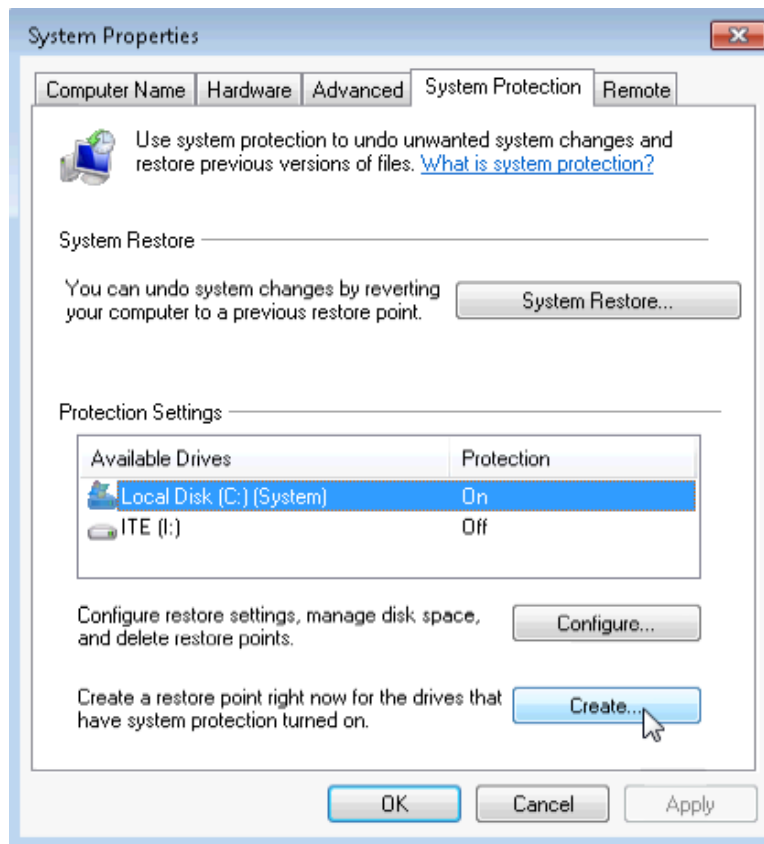 System Properties
Computer Name Hardware Advanced System Protection Remote
Use system protection to undo unwanted system changes and
restore previous versions of files. What is system protection?
System Restore
You can undo system changes by reverting
your computer to a previous restore point.
System Restore...
Protection Settings
Available Drives Protection
Local Disk (C:) (System) On
ITE (I:) Off
Configure restore settings, manage disk space,
and delete restore points.
Configure...
Create a restore point right now for the drives that
have system protection turned on.
Create...
OK Cancel Apply